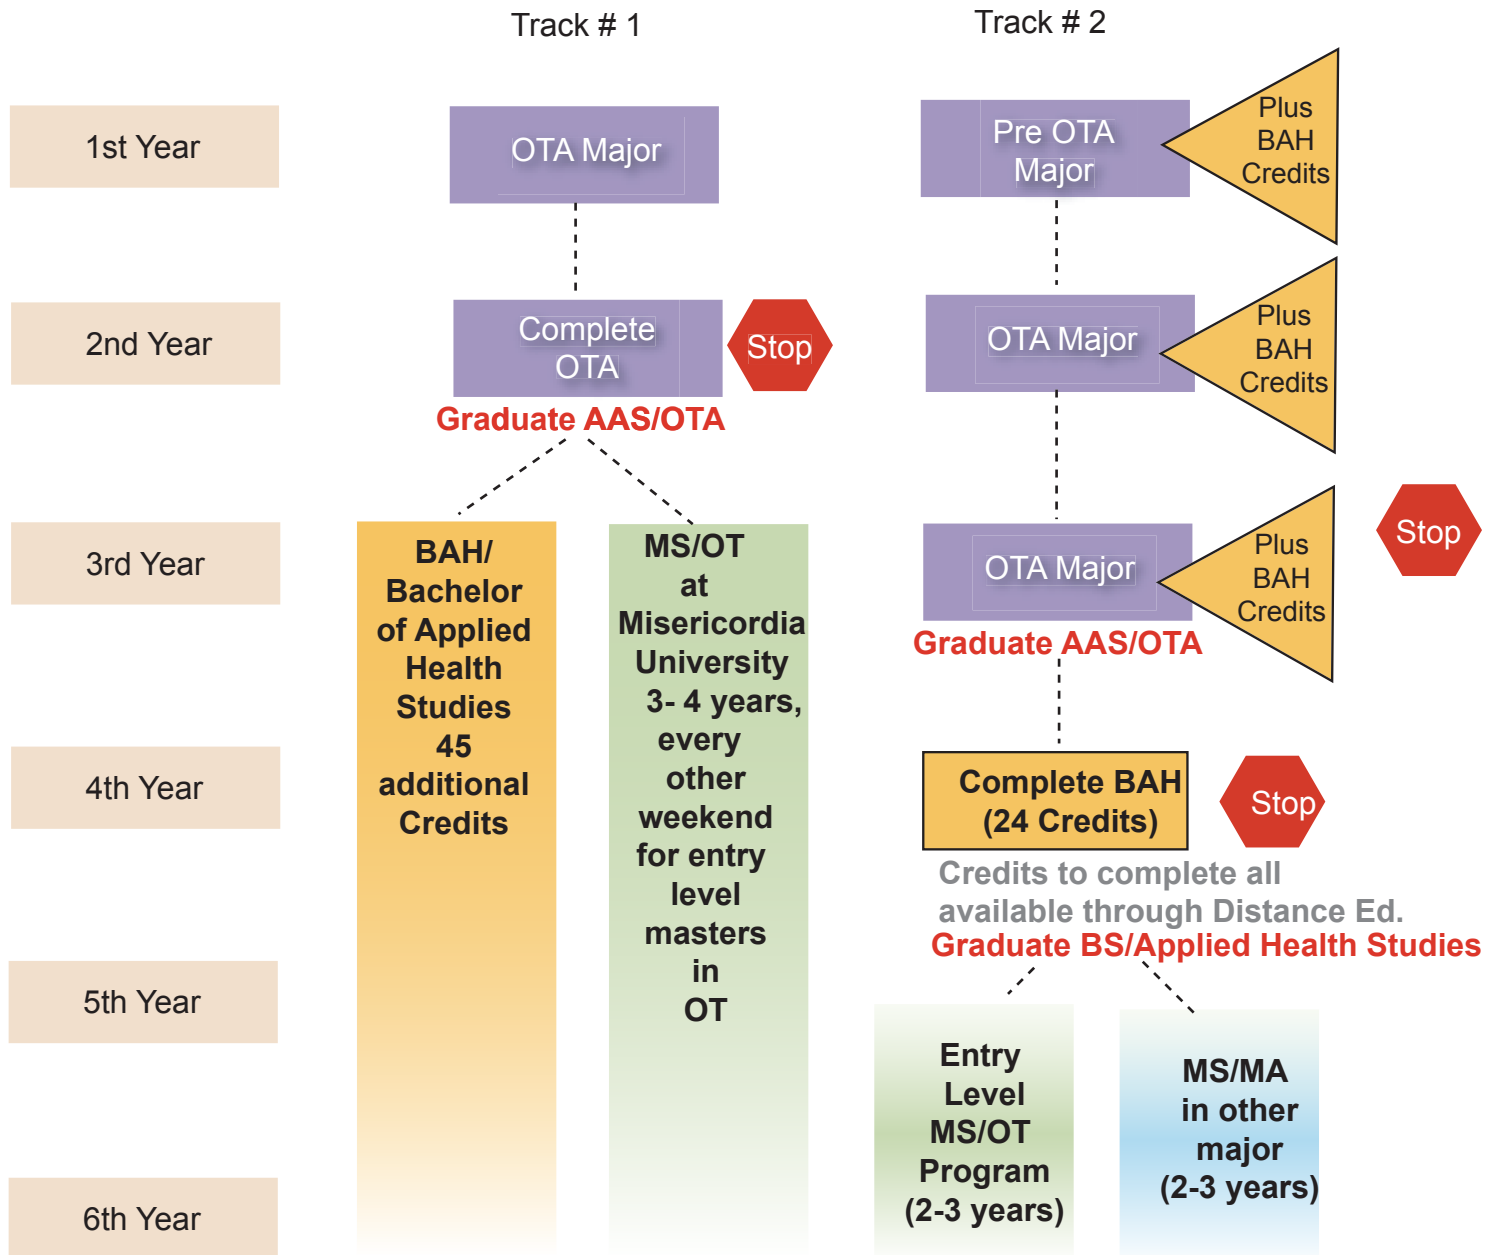 Track # 1
Track # 2
1st Year
OTA Major
Pre OTA
Major
Plus
BAH
Credits
2nd Year
Complete
OTA
Stop
Graduate AAS/OTA
OTA Major
Plus
BAH
Credits
3rd Year
BAH/
Bachelor
of Applied
Health
Studies
45
additional
Credits
MS/OT
at
Misericordia
University
3- 4 years,
every
other
weekend
for entry
level
masters
in
OT
OTA Major
Plus
BAH
Credits
Stop
Graduate AAS/OTA
4th Year
Complete BAH
(24 Credits)
Stop
Credits to complete all
available through Distance Ed.
Graduate BS/Applied Health Studies
5th Year
Entry
Level
MS/OT
Program
(2-3 years)
MS/MA
in other
major
(2-3 years)
6th Year